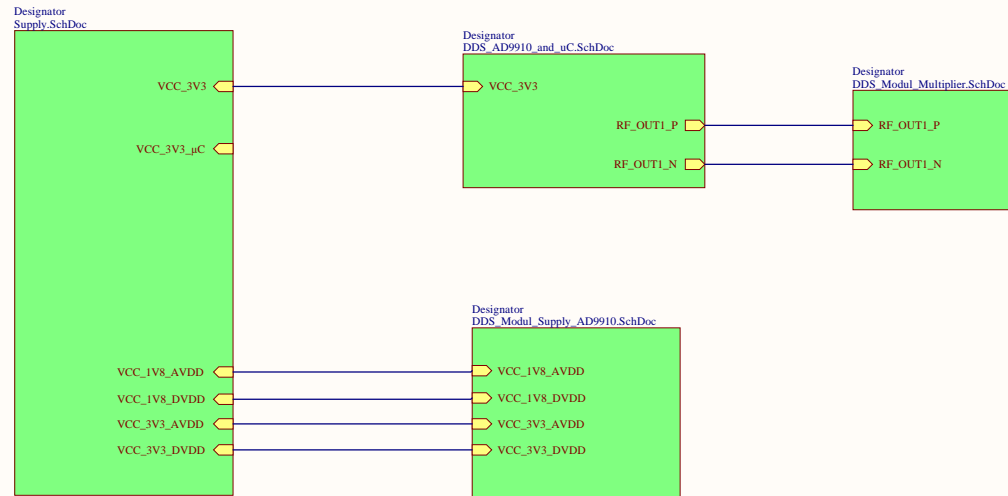 Designator
Supply.SchDoc
VCC_3V3
VCC_3V3_µC
VCC_1V8_AVDD
VCC_1V8_DVDD
VCC_3V3_AVDD
VCC_3V3_DVDD
Designator
DDS_AD9910_and_uC.SchDoc
VCC_3V3
RF_OUT1_P
RF_OUT1_N
Designator
DDS_Modul_Multiplier.SchDoc
RF_OUT1_P
RF_OUT1_N
Designator
DDS_Modul_Supply_AD9910.SchDoc
VCC_1V8_AVDD
VCC_1V8_DVDD
VCC_3V3_AVDD
VCC_3V3_DVDD